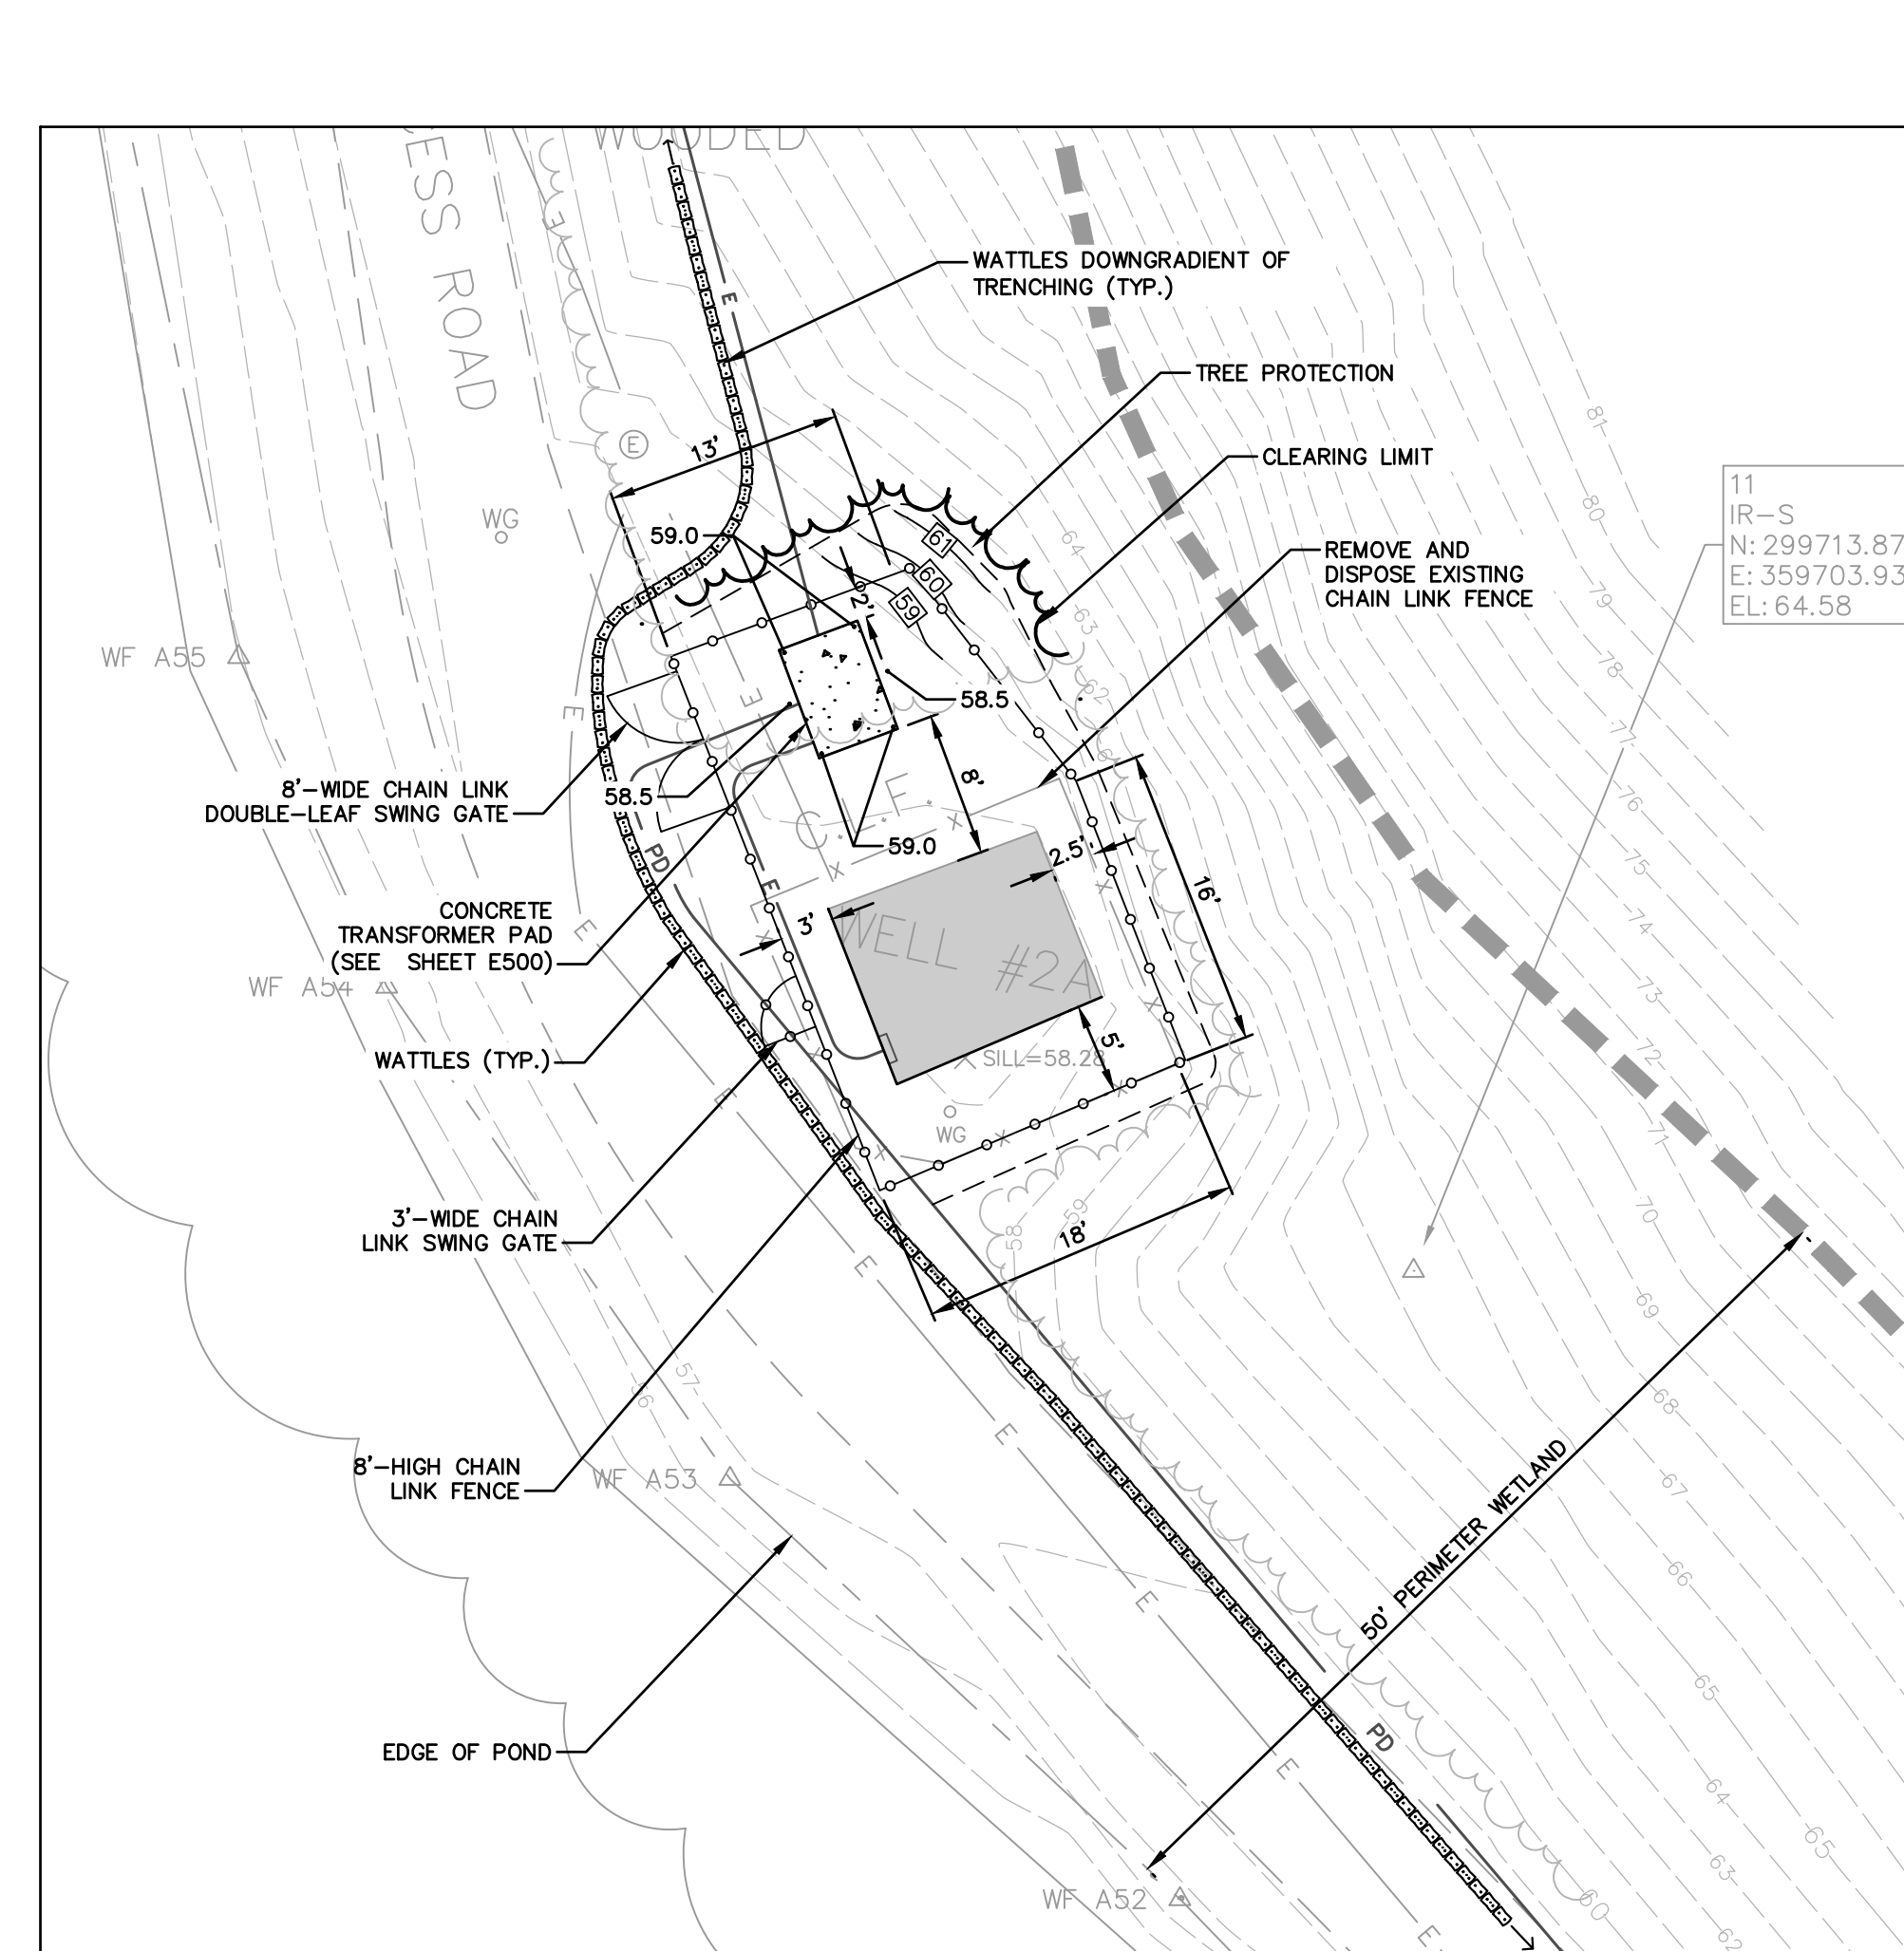 WOODED
CESS ROAD
WATTLES DOWNGRADIENT OF
TRENCHING (TYP.)
E
TREE PROTECTION
81
13'
E
CLEARING LIMIT
11
IR-S
N: 299713.87
E: 359703.93
EL: 64.58
80
WG
59.0
61
64
REMOVE AND
DISPOSE EXISTING
CHAIN LINK FENCE
60
59
2'
79
63
WF A55
78
62
58.5
E
E
77
8'
8'-WIDE CHAIN LINK
DOUBLE-LEAF SWING GATE
58.5
76
59.0
2.5'
PD
75
16'
E
CONCRETE
TRANSFORMER PAD
(SEE SHEET E500)
3'
WELL #2A
E
74
WF A54
73
5'
72
WATTLES (TYP.)
SILL=58.28
E
WG
71
3'-WIDE CHAIN
LINK SWING GATE
58
59
70
18'
E
69
57
56
68
8'-HIGH CHAIN
LINK FENCE
WF A53
E
67
50' PERIMETER WETLAND
66
E
65
EDGE OF POND
PD
E
64
65
63
WF A52
60
62
E